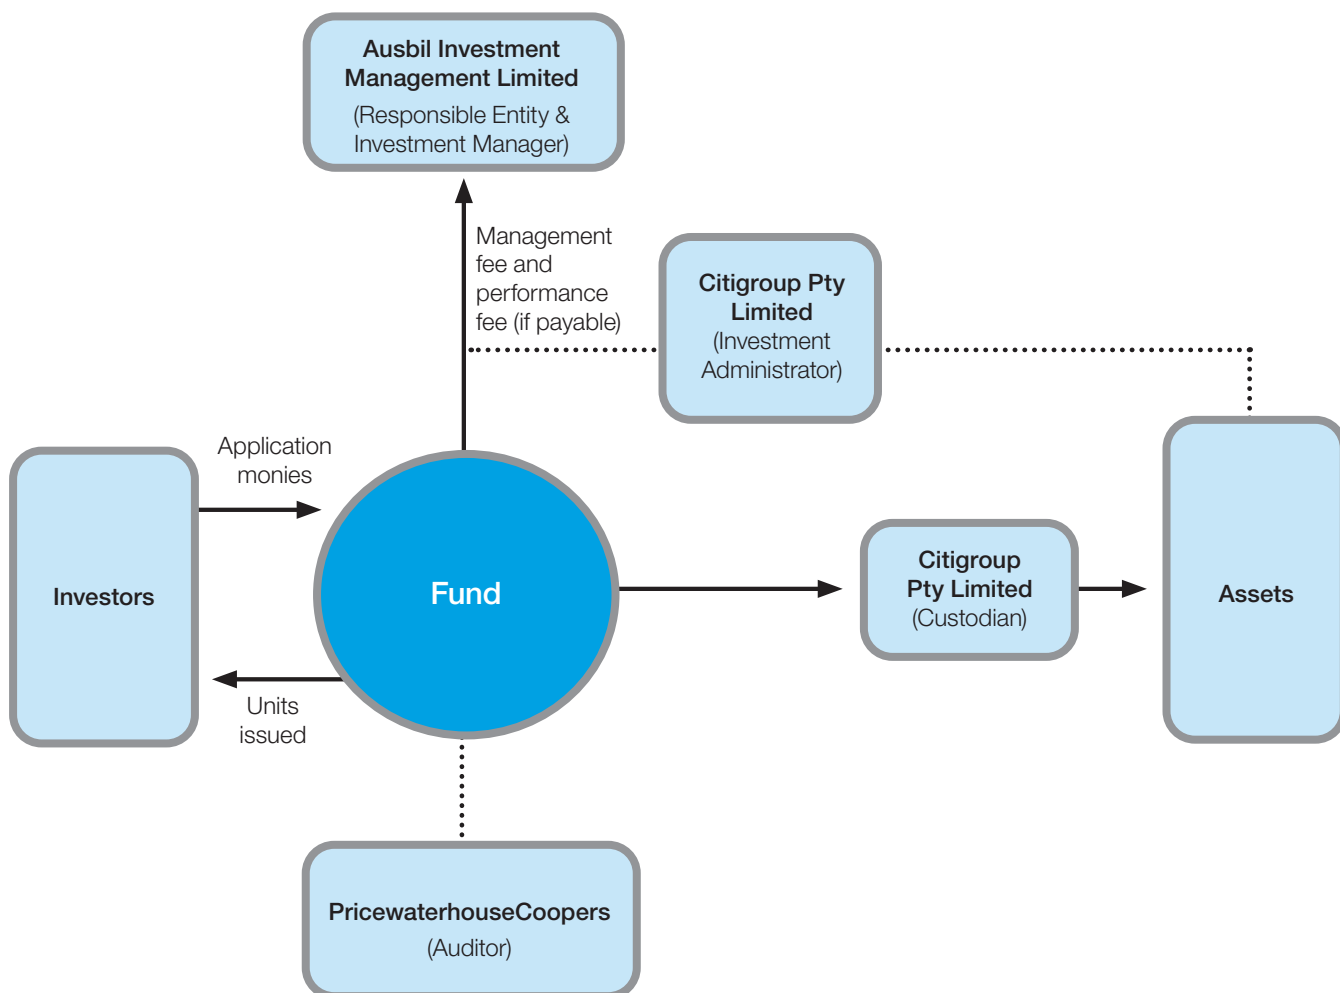 Ausbil Investment
Management Limited
(Responsible Entity &
Investment Manager)
Management
fee and
performance
fee (if payable)
Citigroup Pty
Limited
(Investment
Administrator)
Application
monies
Investors
Fund
Citigroup
Pty Limited
(Custodian)
Assets
Units
issued
PricewaterhouseCoopers
(Auditor)